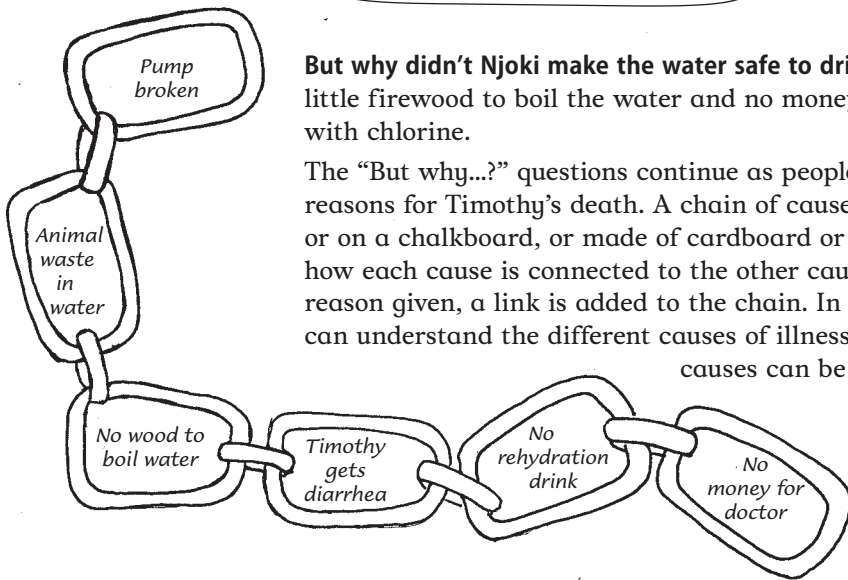 Pump
broken
But why didn't Njoki make the water safe to
little firewood to boil the water and no money
with chlorine.
The “But why...?” questions continue as people
reasons for Timothy's death. A chain of cause
or on a chalkboard, or made of cardboard or
how each cause is connected to the other cau
reason given, a link is added to the chain. In
can understand the different causes of illness
causes can be
Animal
waste
in
water
No wood to
boil water
Timothy
gets
diarrhea
No
rehydration
drink
No
money for
doctor